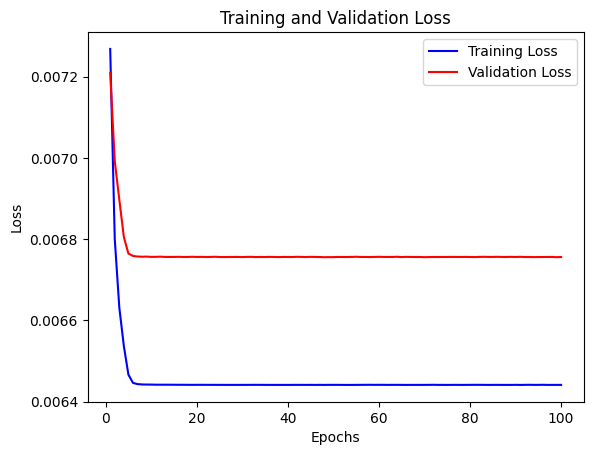 Training and Validation Loss
Training Loss
Validation Loss
0.0072
0.0070
0.0068
0.0066
0.0064
Loss
0 20 40 60 80 100
Epochs